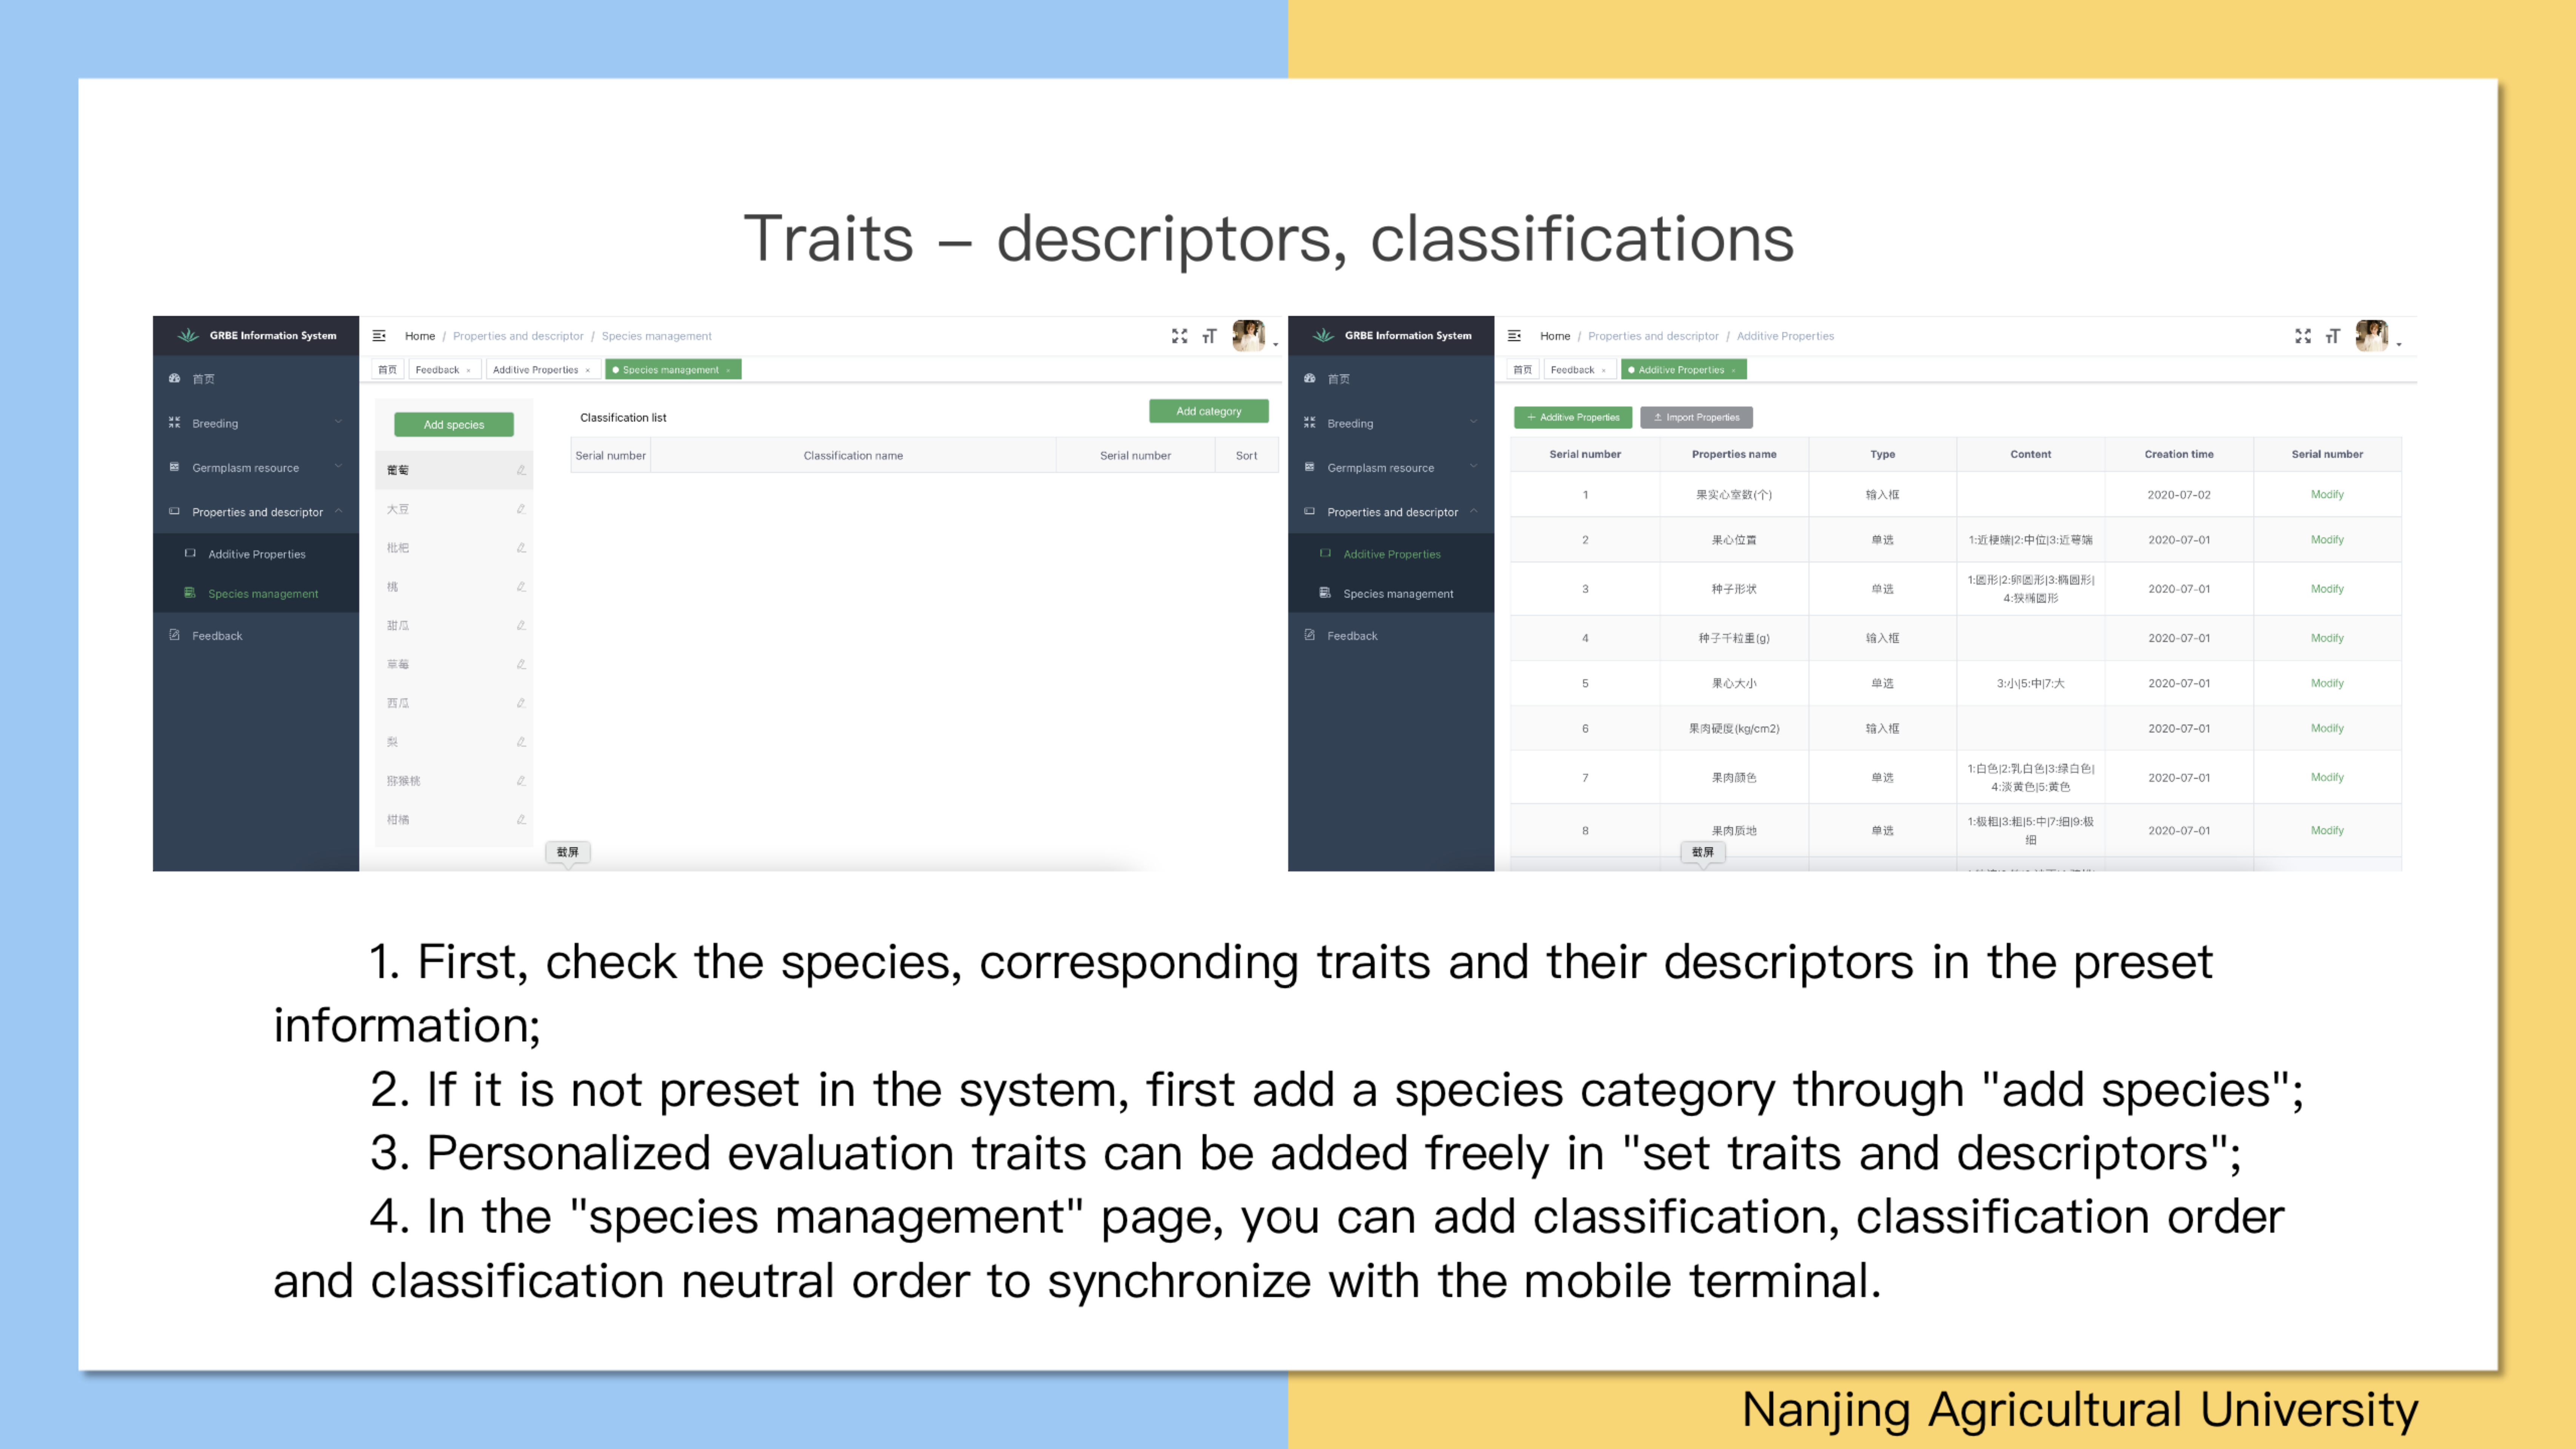 Traits – descriptors, classifications
GRBE Information System
Home / Properties and descriptor / Species management
首页 Feedback × Additive Properties × Species management ×
首页
Breeding
Germplasm resource
Properties and descriptor
Additive Properties
Species management
Feedback
Add species
葡萄
大豆
枇杷
桃
甜瓜
草莓
西瓜
梨
猕猴桃
柑橘
Classification list
Add category
Serial number Classification name Serial number Sort
截屏
GRBE Information System
Home / Properties and descriptor / Additive Properties
首页 Feedback × Additive Properties ×
首页
Breeding
Germplasm resource
Properties and descriptor
Additive Properties
Species management
Feedback
+ Additive Properties Import Properties
Serial number Properties name Type Content Creation time Serial number
1 果实心室数(个) 输入框 2020-07-02 Modify
2 果心位置 单选 1:近梗端|2:中位|3:近萼端 2020-07-01 Modify
3 种子形状 单选 1:圆形|2:卵圆形|3:椭圆形|
4:狭椭圆形 2020-07-01 Modify
4 种子千粒重(g) 输入框 2020-07-01 Modify
5 果心大小 单选 3:小|5:中|7:大 2020-07-01 Modify
6 果肉硬度(kg/cm2) 输入框 2020-07-01 Modify
7 果肉颜色 单选 1:白色|2:乳白色|3:绿白色|
4:淡黄色|5:黄色 2020-07-01 Modify
8 果肉质地 单选 1:极粗|3:粗|5:中|7:细|9:极
细 2020-07-01 Modify
截屏
1. First, check the species, corresponding traits and their descriptors in the preset
information;
2. If it is not preset in the system, first add a species category through "add species";
3. Personalized evaluation traits can be added freely in "set traits and descriptors";
4. In the "species management" page, you can add classification, classification order
and classification neutral order to synchronize with the mobile terminal.
Nanjing Agricultural University